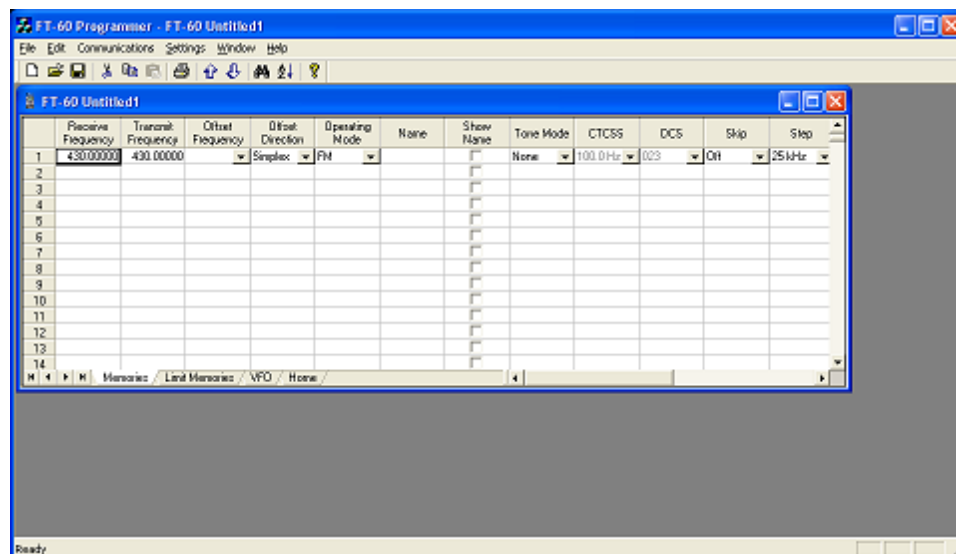 FT-60 Programmer - FT-60 Untitled1
File Edit Communications Settings Window Help
FT-60 Untitled1
Receive Frequency Transmit Frequency Offset Frequency Offset Direction Operating Mode Name Show Name Tone Mode CTCSS DCS Skip Step
1 430.00000 430.00000 Simplex FM None 100.0 Hz 023 Off 25 kHz
2
3
4
5
6
7
8
9
10
11
12
13
14
Memories Limit Memories VFO Home
Ready